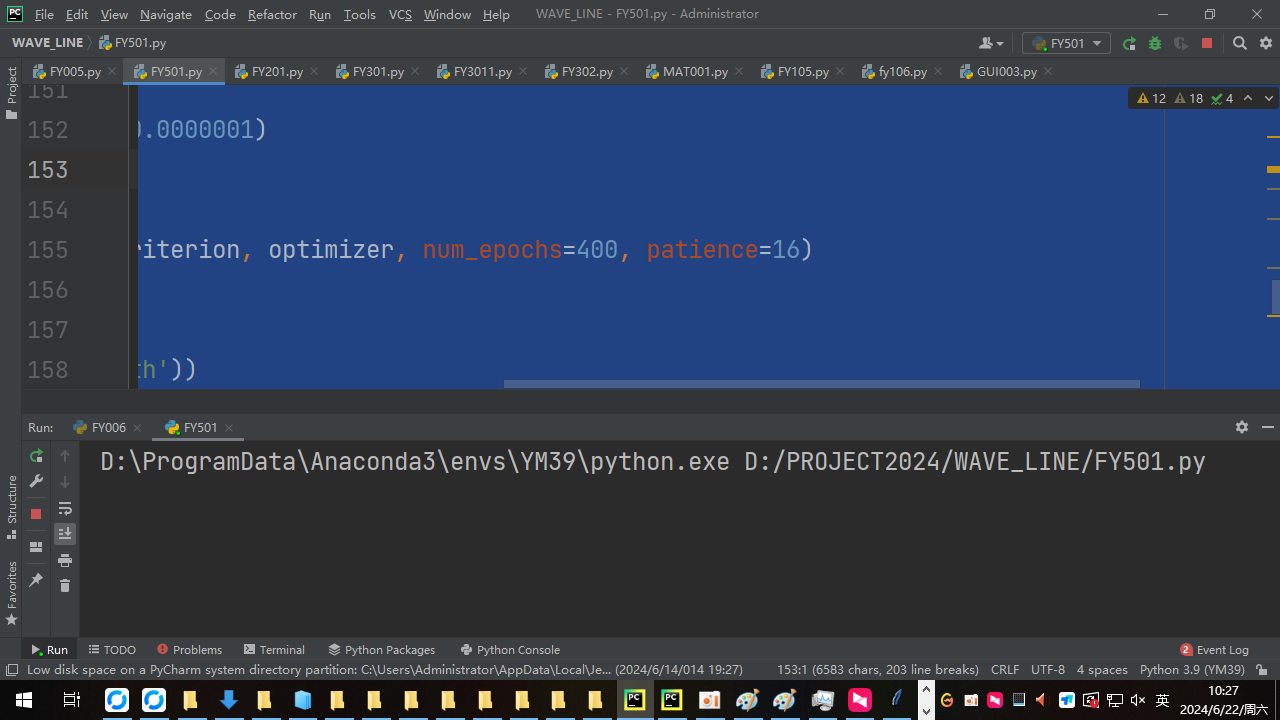 File Edit View Navigate Code Refactor Run Tools VCS Window Help WAVE_LINE - FY501.py - Administrator
WAVE_LINE FY501.py FY501
FY005.py FY501.py FY201.py FY301.py FY3011.py FY302.py MAT001.py FY105.py fy106.py GUI003.py
Project
151 12 18 4
152 0.0000001)
153
154
155 riterion, optimizer, num_epochs=400, patience=16)
156
157
158 th'))
Run: FY006 FY501
D:\ProgramData\Anaconda3\envs\YM39\python.exe D:/PROJECT2024/WAVE_LINE/FY501.py
Structure
Favorites
Run TODO Problems Terminal Python Packages Python Console 2 Event Log
Low disk space on a PyCharm system directory partition: C:\Users\Administrator\AppData\Local\Je... (2024/6/14/014 19:27) 153:1 (6583 chars, 203 line breaks) CRLF UTF-8 4 spaces Python 3.9 (YM39)
英 10:27
2024/6/22/周六